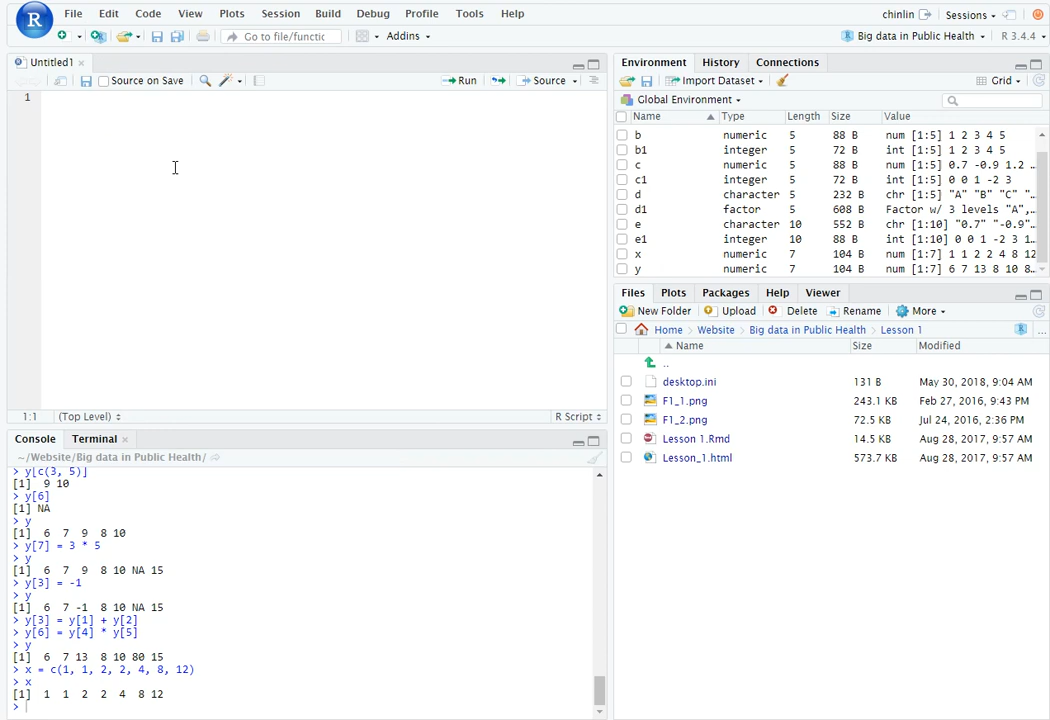 R File Edit Code View Plots Session Build Debug Profile Tools Help chinlin Sessions
Go to file/functic Addins Big data in Public Health R 3.4.4
Untitled1
Source on Save Run Source
1
1:1 (Top Level) R Script
Console Terminal
~/Website/Big data in Public Health/
> y[c(3, 5)]
[1] 9 10
> y[6]
[1] NA
> y
[1] 6 7 9 8 10
> y[7] = 3 * 5
> y
[1] 6 7 9 8 10 NA 15
> y[3] = -1
> y
[1] 6 7 -1 8 10 NA 15
> y[3] = y[1] + y[2]
> y[6] = y[4] * y[5]
> y
[1] 6 7 13 8 10 80 15
> x = c(1, 1, 2, 2, 4, 8, 12)
> x
[1] 1 1 2 2 4 8 12
>
Environment History Connections
Import Dataset Grid
Global Environment
Name Type Length Size Value
b numeric 5 88 B num [1:5] 1 2 3 4 5
b1 integer 5 72 B int [1:5] 1 2 3 4 5
c numeric 5 88 B num [1:5] 0.7 -0.9 1.2 …
c1 integer 5 72 B int [1:5] 0 0 1 -2 3
d character 5 232 B chr [1:5] "A" "B" "C" "…
d1 factor 5 608 B Factor w/ 3 levels "A",…
e character 10 552 B chr [1:10] "0.7" "-0.9"…
e1 integer 10 88 B int [1:10] 0 0 1 -2 3 1…
x numeric 7 104 B num [1:7] 1 1 2 2 4 8 12
y numeric 7 104 B num [1:7] 6 7 13 8 10 8…
Files Plots Packages Help Viewer
New Folder Upload Delete Rename More
Home Website Big data in Public Health Lesson 1 ...
Name Size Modified
..
desktop.ini 131 B May 30, 2018, 9:04 AM
F1_1.png 243.1 KB Feb 27, 2016, 9:43 PM
F1_2.png 72.5 KB Jul 24, 2016, 2:36 PM
Lesson 1.Rmd 14.5 KB Aug 28, 2017, 9:57 AM
Lesson_1.html 573.7 KB Aug 28, 2017, 9:57 AM